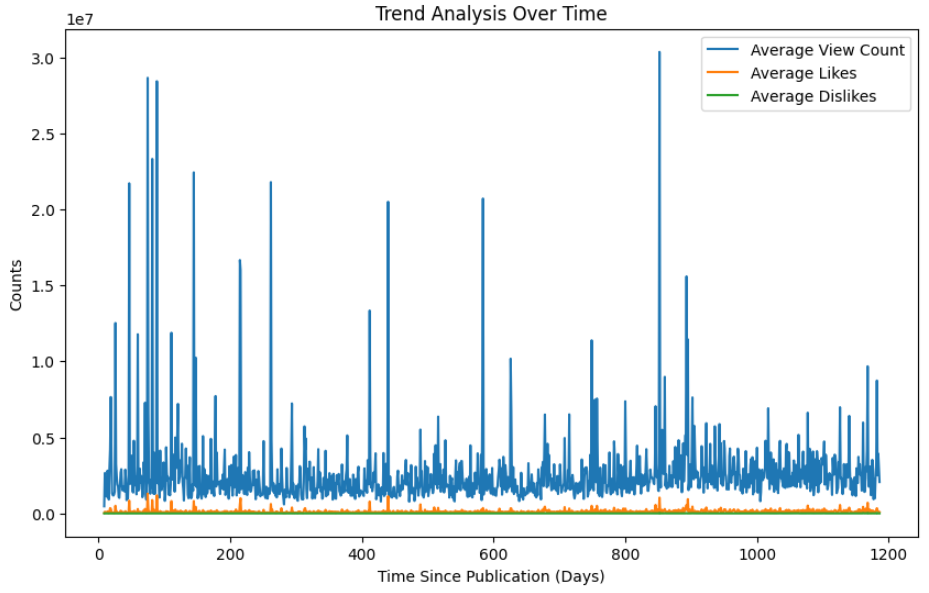 Trend Analysis Over Time
1e7
3.0
2.5
2.0
1.5
1.0
0.5
0.0
Counts
Average View Count
Average Likes
Average Dislikes
0 200 400 600 800 1000 1200
Time Since Publication (Days)